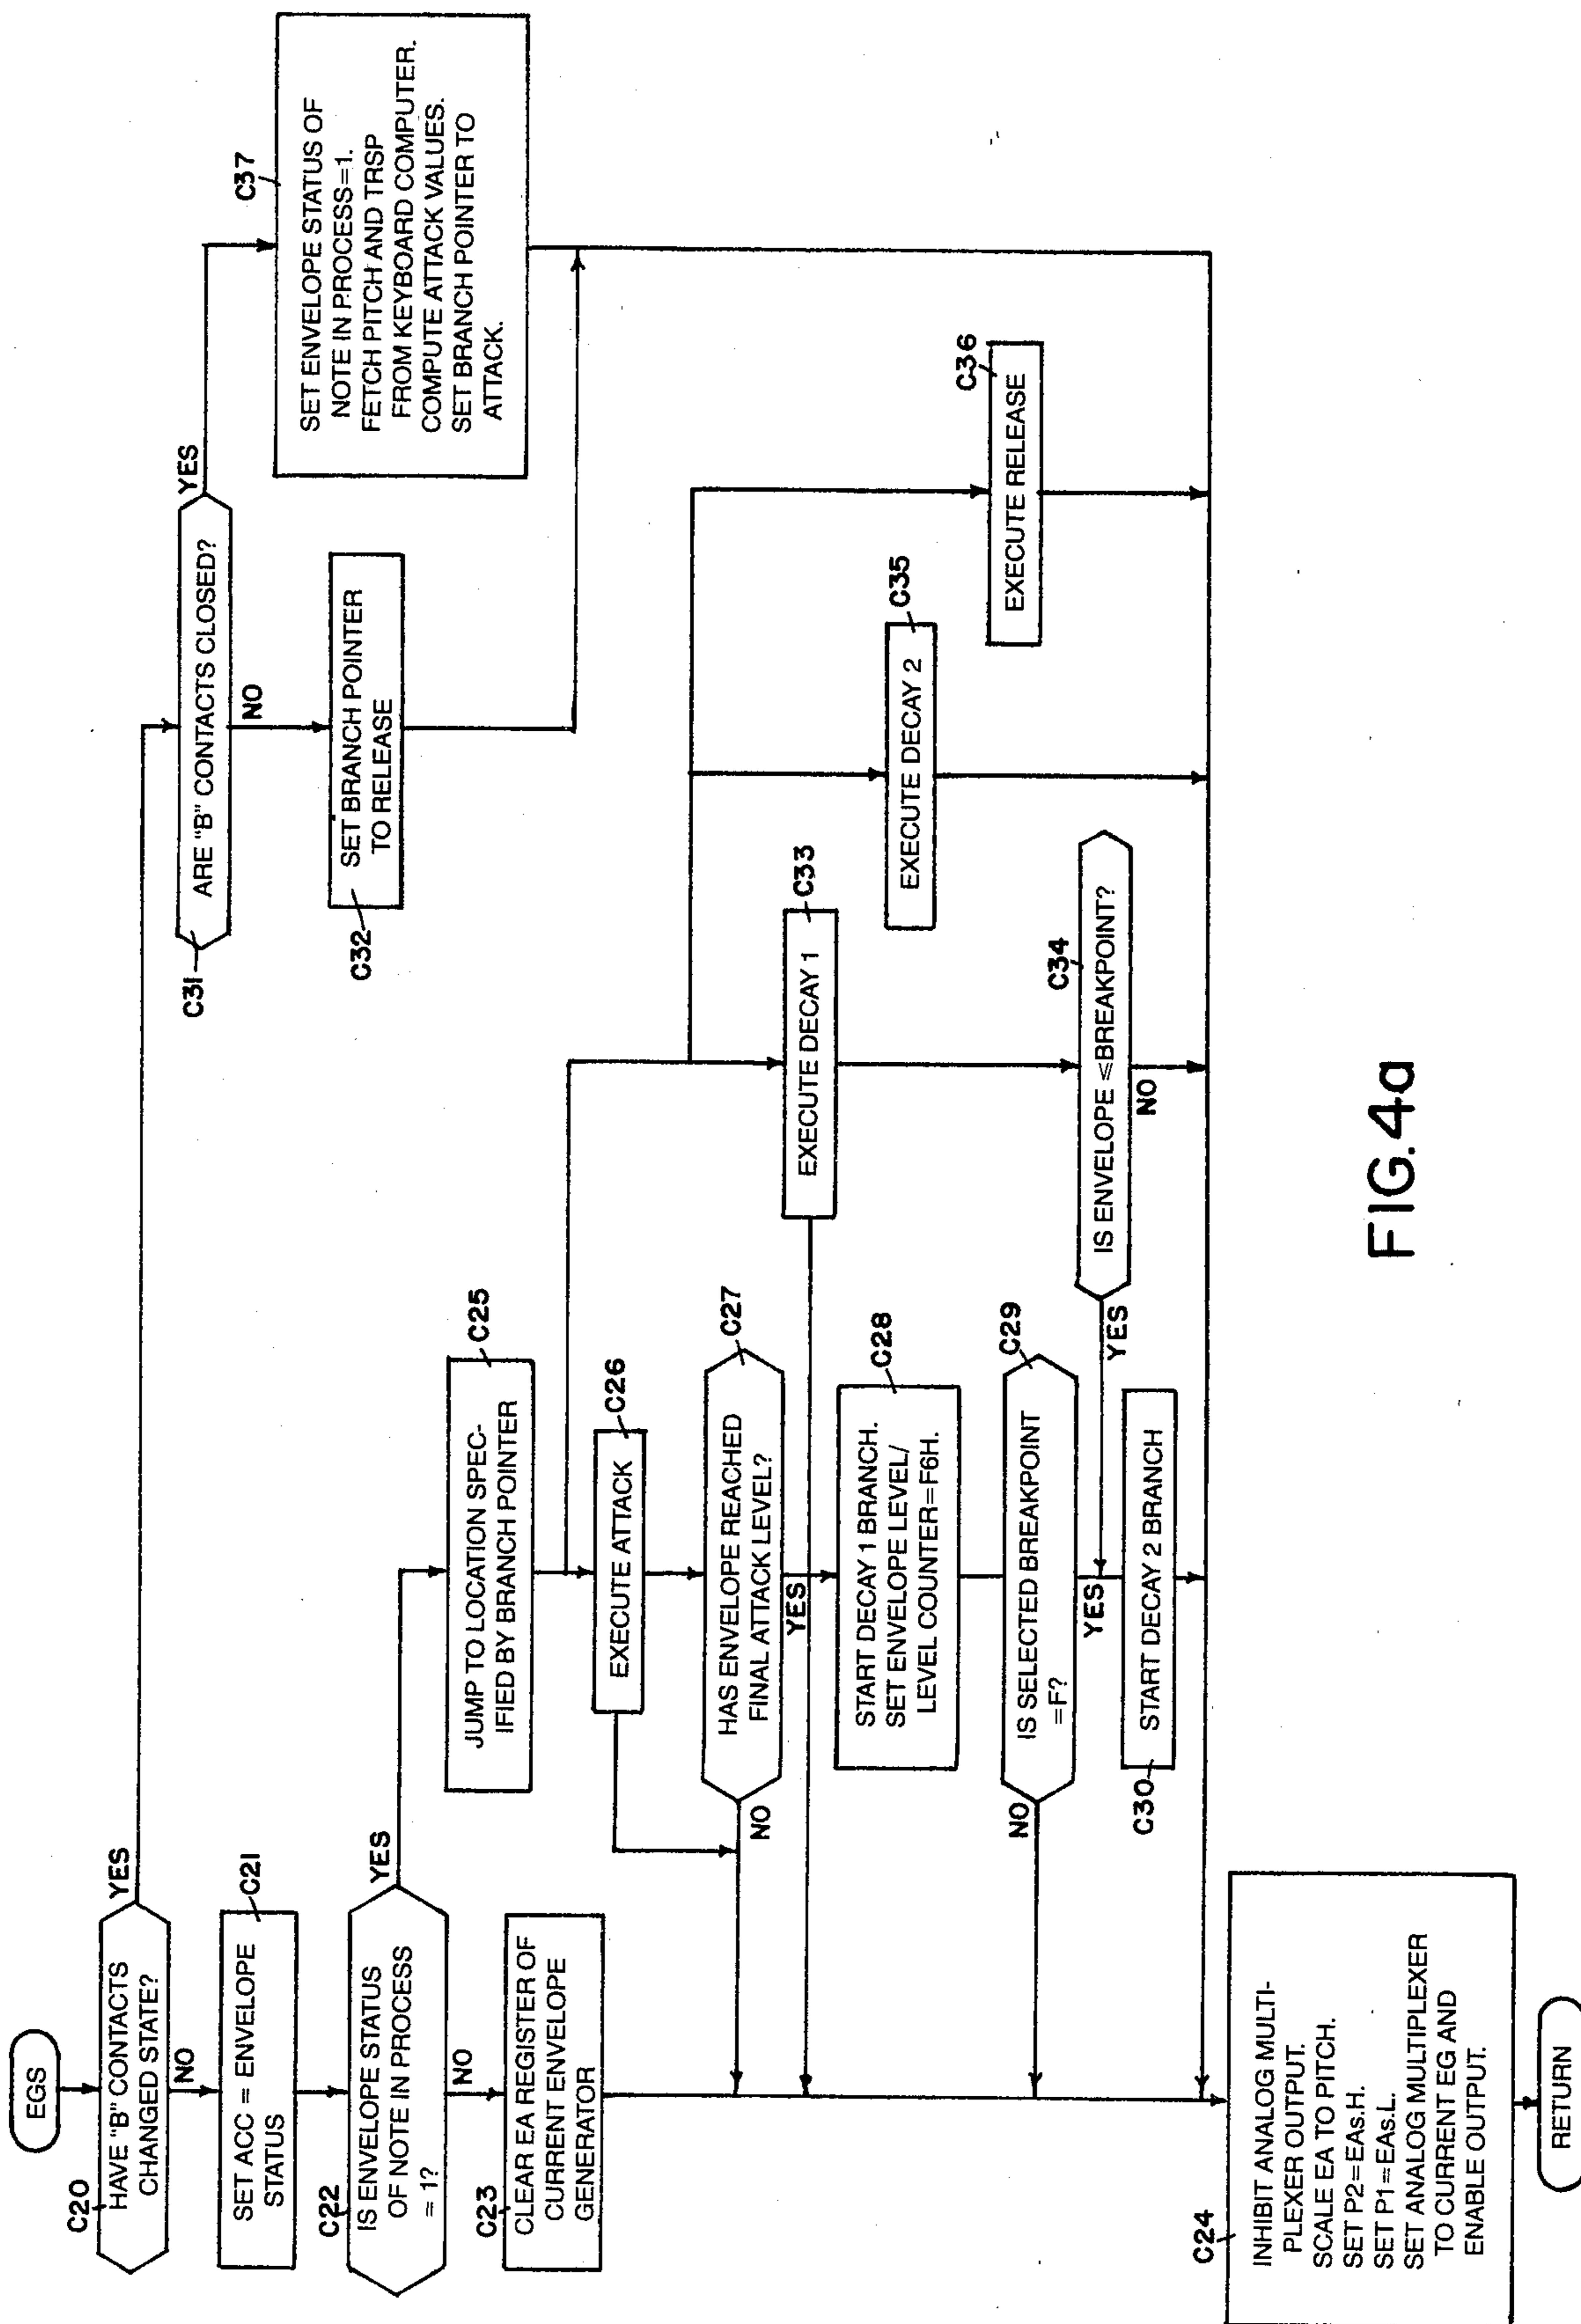 EGS
C20
HAVE "B" CONTACTS
CHANGED STATE?
YES
NO
C21
SET ACC = ENVELOPE
STATUS
C22
IS ENVELOPE STATUS
OF NOTE IN PROCESS
= 1?
YES
NO
C23
CLEAR EA REGISTER OF
CURRENT ENVELOPE
GENERATOR
C24
INHIBIT ANALOG MULTI-
PLEXER OUTPUT.
SCALE EA TO PITCH.
SET P2=EAs.H.
SET P1=EAs.L.
SET ANALOG MULTIPLEXER
TO CURRENT EG AND
ENABLE OUTPUT.
RETURN
C25
JUMP TO LOCATION SPEC-
IFIED BY BRANCH POINTER
C26
EXECUTE ATTACK
C27
HAS ENVELOPE REACHED
FINAL ATTACK LEVEL?
NO
YES
C28
START DECAY 1 BRANCH.
SET ENVELOPE LEVEL/
LEVEL COUNTER=F6H.
C29
IS SELECTED BREAKPOINT
=F?
NO
YES
C30
START DECAY 2 BRANCH
C31
ARE "B" CONTACTS CLOSED?
YES
NO
C32
SET BRANCH POINTER
TO RELEASE
C33
EXECUTE DECAY 1
C34
IS ENVELOPE ≤BREAKPOINT?
YES
NO
C35
EXECUTE DECAY 2
C36
EXECUTE RELEASE
C37
SET ENVELOPE STATUS OF
NOTE IN PROCESS=1.
FETCH PITCH AND TRSP
FROM KEYBOARD COMPUTER.
COMPUTE ATTACK VALUES.
SET BRANCH POINTER TO
ATTACK.
FIG.4a